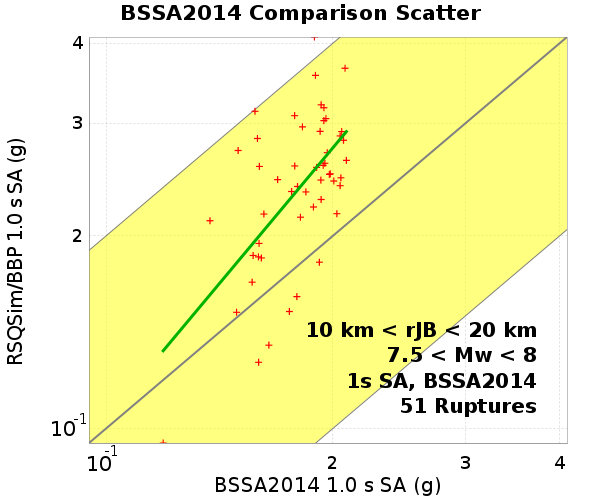 BSSA2014 Comparison Scatter
RSQSim/BBP 1.0 s SA (g)
4
3
2
10-1
10 km < rJB < 20 km
7.5 < Mw < 8
1s SA, BSSA2014
51 Ruptures
10-1 2 3 4
BSSA2014 1.0 s SA (g)